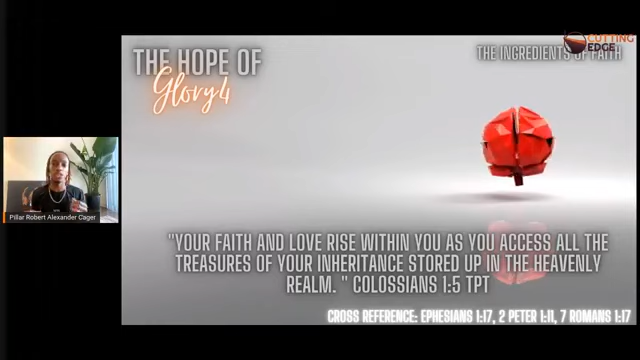 CUTTING
EDGE
THE HOPE OF
Glory4
THE INGREDIENTS OF FAITH
Pillar Robert Alexander Cager
"YOUR FAITH AND LOVE RISE WITHIN YOU AS YOU ACCESS ALL THE
TREASURES OF YOUR INHERITANCE STORED UP IN THE HEAVENLY
REALM. " COLOSSIANS 1:5 TPT
CROSS REFERENCE: EPHESIANS 1:17, 2 PETER 1:11, 7 ROMANS 1:17